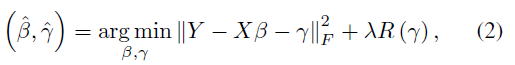 (β̂, γ̂) = arg min_{β,γ} ‖Y − Xβ − γ‖²_F + λR(γ), (2)